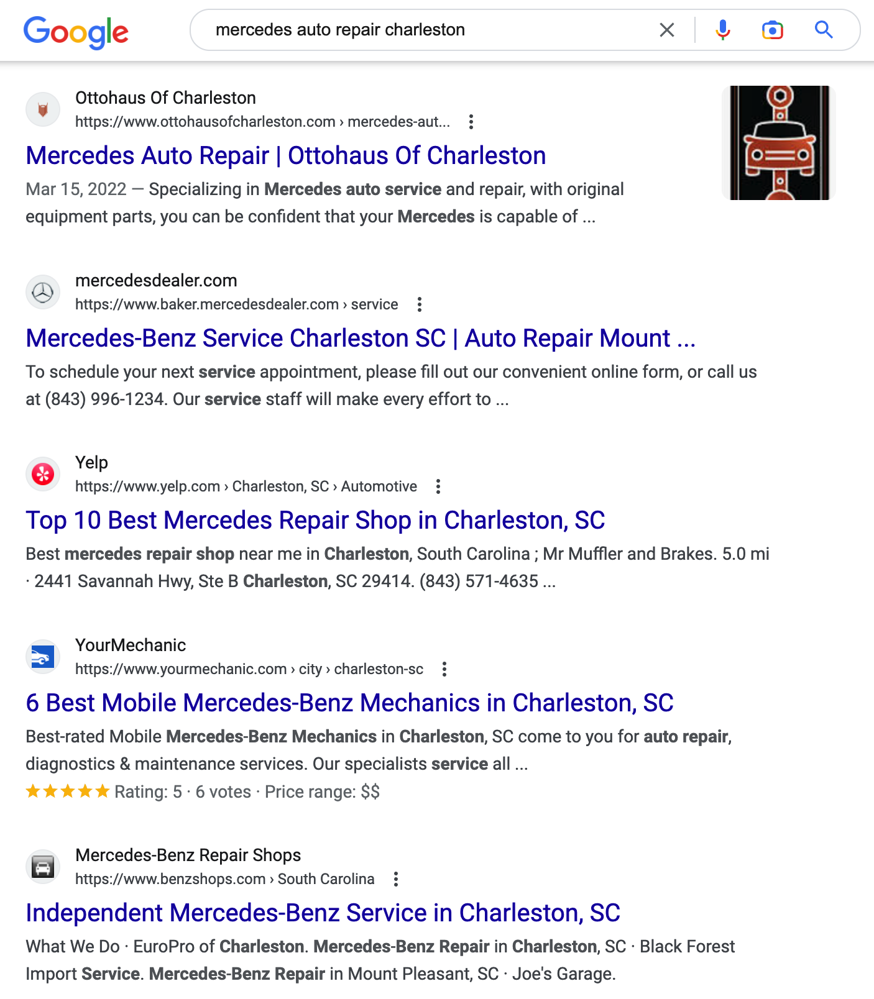 Google
mercedes auto repair charleston
Ottohaus Of Charleston
https://www.ottohausofcharleston.com › mercedes-aut...
Mercedes Auto Repair | Ottohaus Of Charleston
Mar 15, 2022 — Specializing in Mercedes auto service and repair, with original
equipment parts, you can be confident that your Mercedes is capable of ...
mercedesdealer.com
https://www.baker.mercedesdealer.com › service
Mercedes-Benz Service Charleston SC | Auto Repair Mount ...
To schedule your next service appointment, please fill out our convenient online form, or call us
at (843) 996-1234. Our service staff will make every effort to ...
Yelp
https://www.yelp.com › Charleston, SC › Automotive
Top 10 Best Mercedes Repair Shop in Charleston, SC
Best mercedes repair shop near me in Charleston, South Carolina ; Mr Muffler and Brakes. 5.0 mi
· 2441 Savannah Hwy, Ste B Charleston, SC 29414. (843) 571-4635 ...
YourMechanic
https://www.yourmechanic.com › city › charleston-sc
6 Best Mobile Mercedes-Benz Mechanics in Charleston, SC
Best-rated Mobile Mercedes-Benz Mechanics in Charleston, SC come to you for auto repair,
diagnostics & maintenance services. Our specialists service all ...
Rating: 5 · 6 votes · Price range: $$
Mercedes-Benz Repair Shops
https://www.benzshops.com › South Carolina
Independent Mercedes-Benz Service in Charleston, SC
What We Do · EuroPro of Charleston. Mercedes-Benz Repair in Charleston, SC · Black Forest
Import Service. Mercedes-Benz Repair in Mount Pleasant, SC · Joe's Garage.